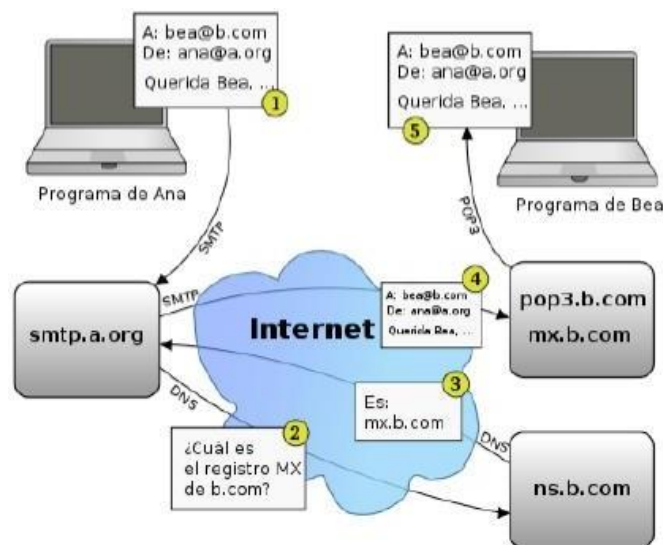 A: bea@b.com
De: ana@a.org
Querida Bea, ...
1
Programa de Ana
A: bea@b.com
De: ana@a.org
Querida Bea, ...
5
Programa de Bea
SMTP
POP3
smtp.a.org
SMTP
Internet
A: bea@b.com
De: ana@a.org
Querida Bea, ...
4
pop3.b.com
mx.b.com
DNS
¿Cuál es
el registro MX
de b.com?
2
Es:
mx.b.com
3
DNS
ns.b.com